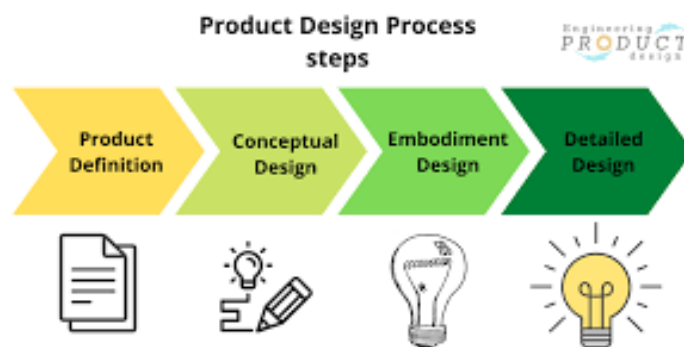 Product Design Process
steps
Engineering
PRODUCT
design
Product
Definition
Conceptual
Design
Embodiment
Design
Detailed
Design